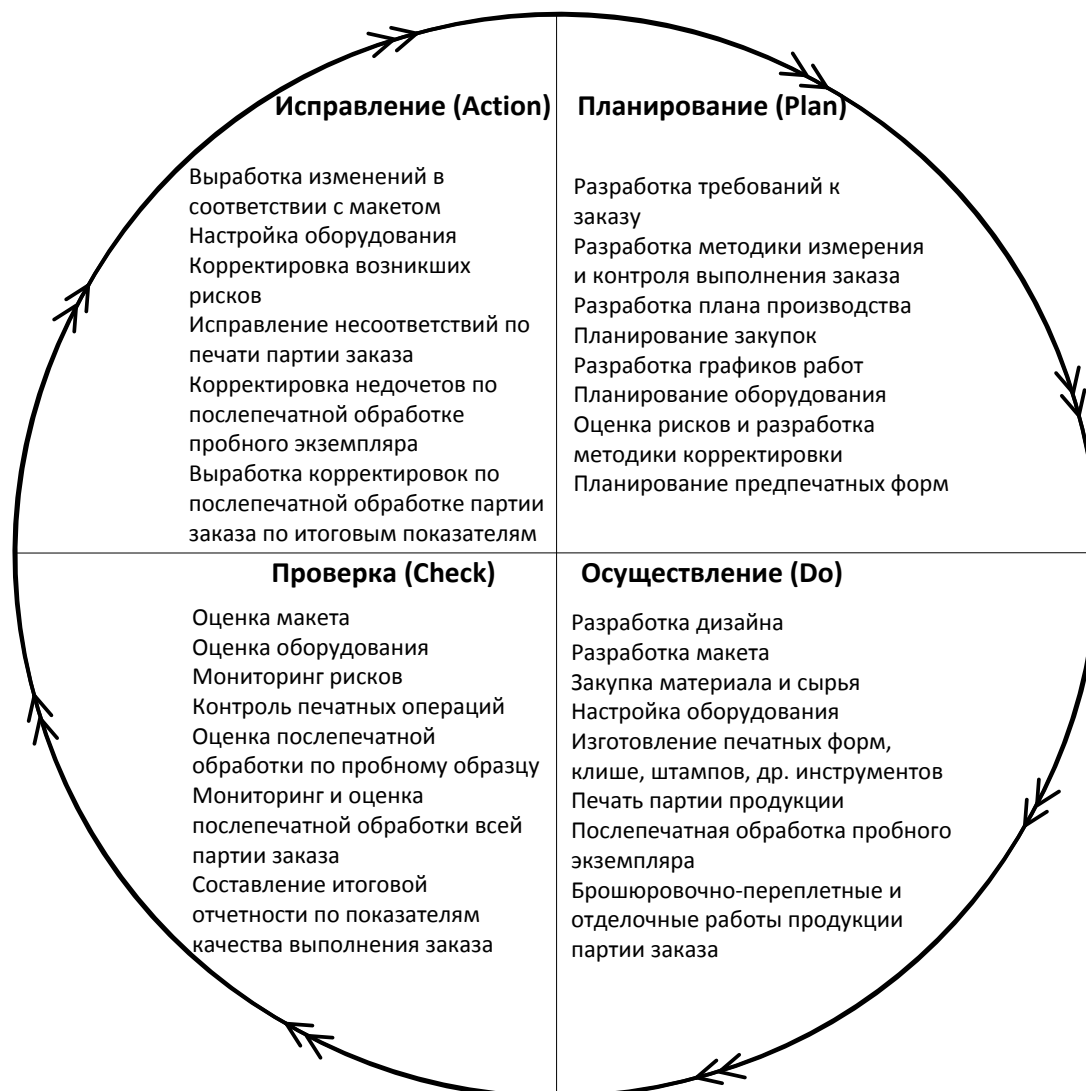 Исправление (Action)
Выработка изменений в
соответствии с макетом
Настройка оборудования
Корректировка возникших
рисков
Исправление несоответствий по
печати партии заказа
Корректировка недочетов по
послепечатной обработке
пробного экземпляра
Выработка корректировок по
послепечатной обработке партии
заказа по итоговым показателям
Планирование (Plan)
Разработка требований к
заказу
Разработка методики измерения
и контроля выполнения заказа
Разработка плана производства
Планирование закупок
Разработка графиков работ
Планирование оборудования
Оценка рисков и разработка
методики корректировки
Планирование предпечатных форм
Проверка (Check)
Оценка макета
Оценка оборудования
Мониторинг рисков
Контроль печатных операций
Оценка послепечатной
обработки по пробному образцу
Мониторинг и оценка
послепечатной обработки всей
партии заказа
Составление итоговой
отчетности по показателям
качества выполнения заказа
Осуществление (Do)
Разработка дизайна
Разработка макета
Закупка материала и сырья
Настройка оборудования
Изготовление печатных форм,
клише, штампов, др. инструментов
Печать партии продукции
Послепечатная обработка пробного
экземпляра
Брошюровочно-переплетные и
отделочные работы продукции
партии заказа